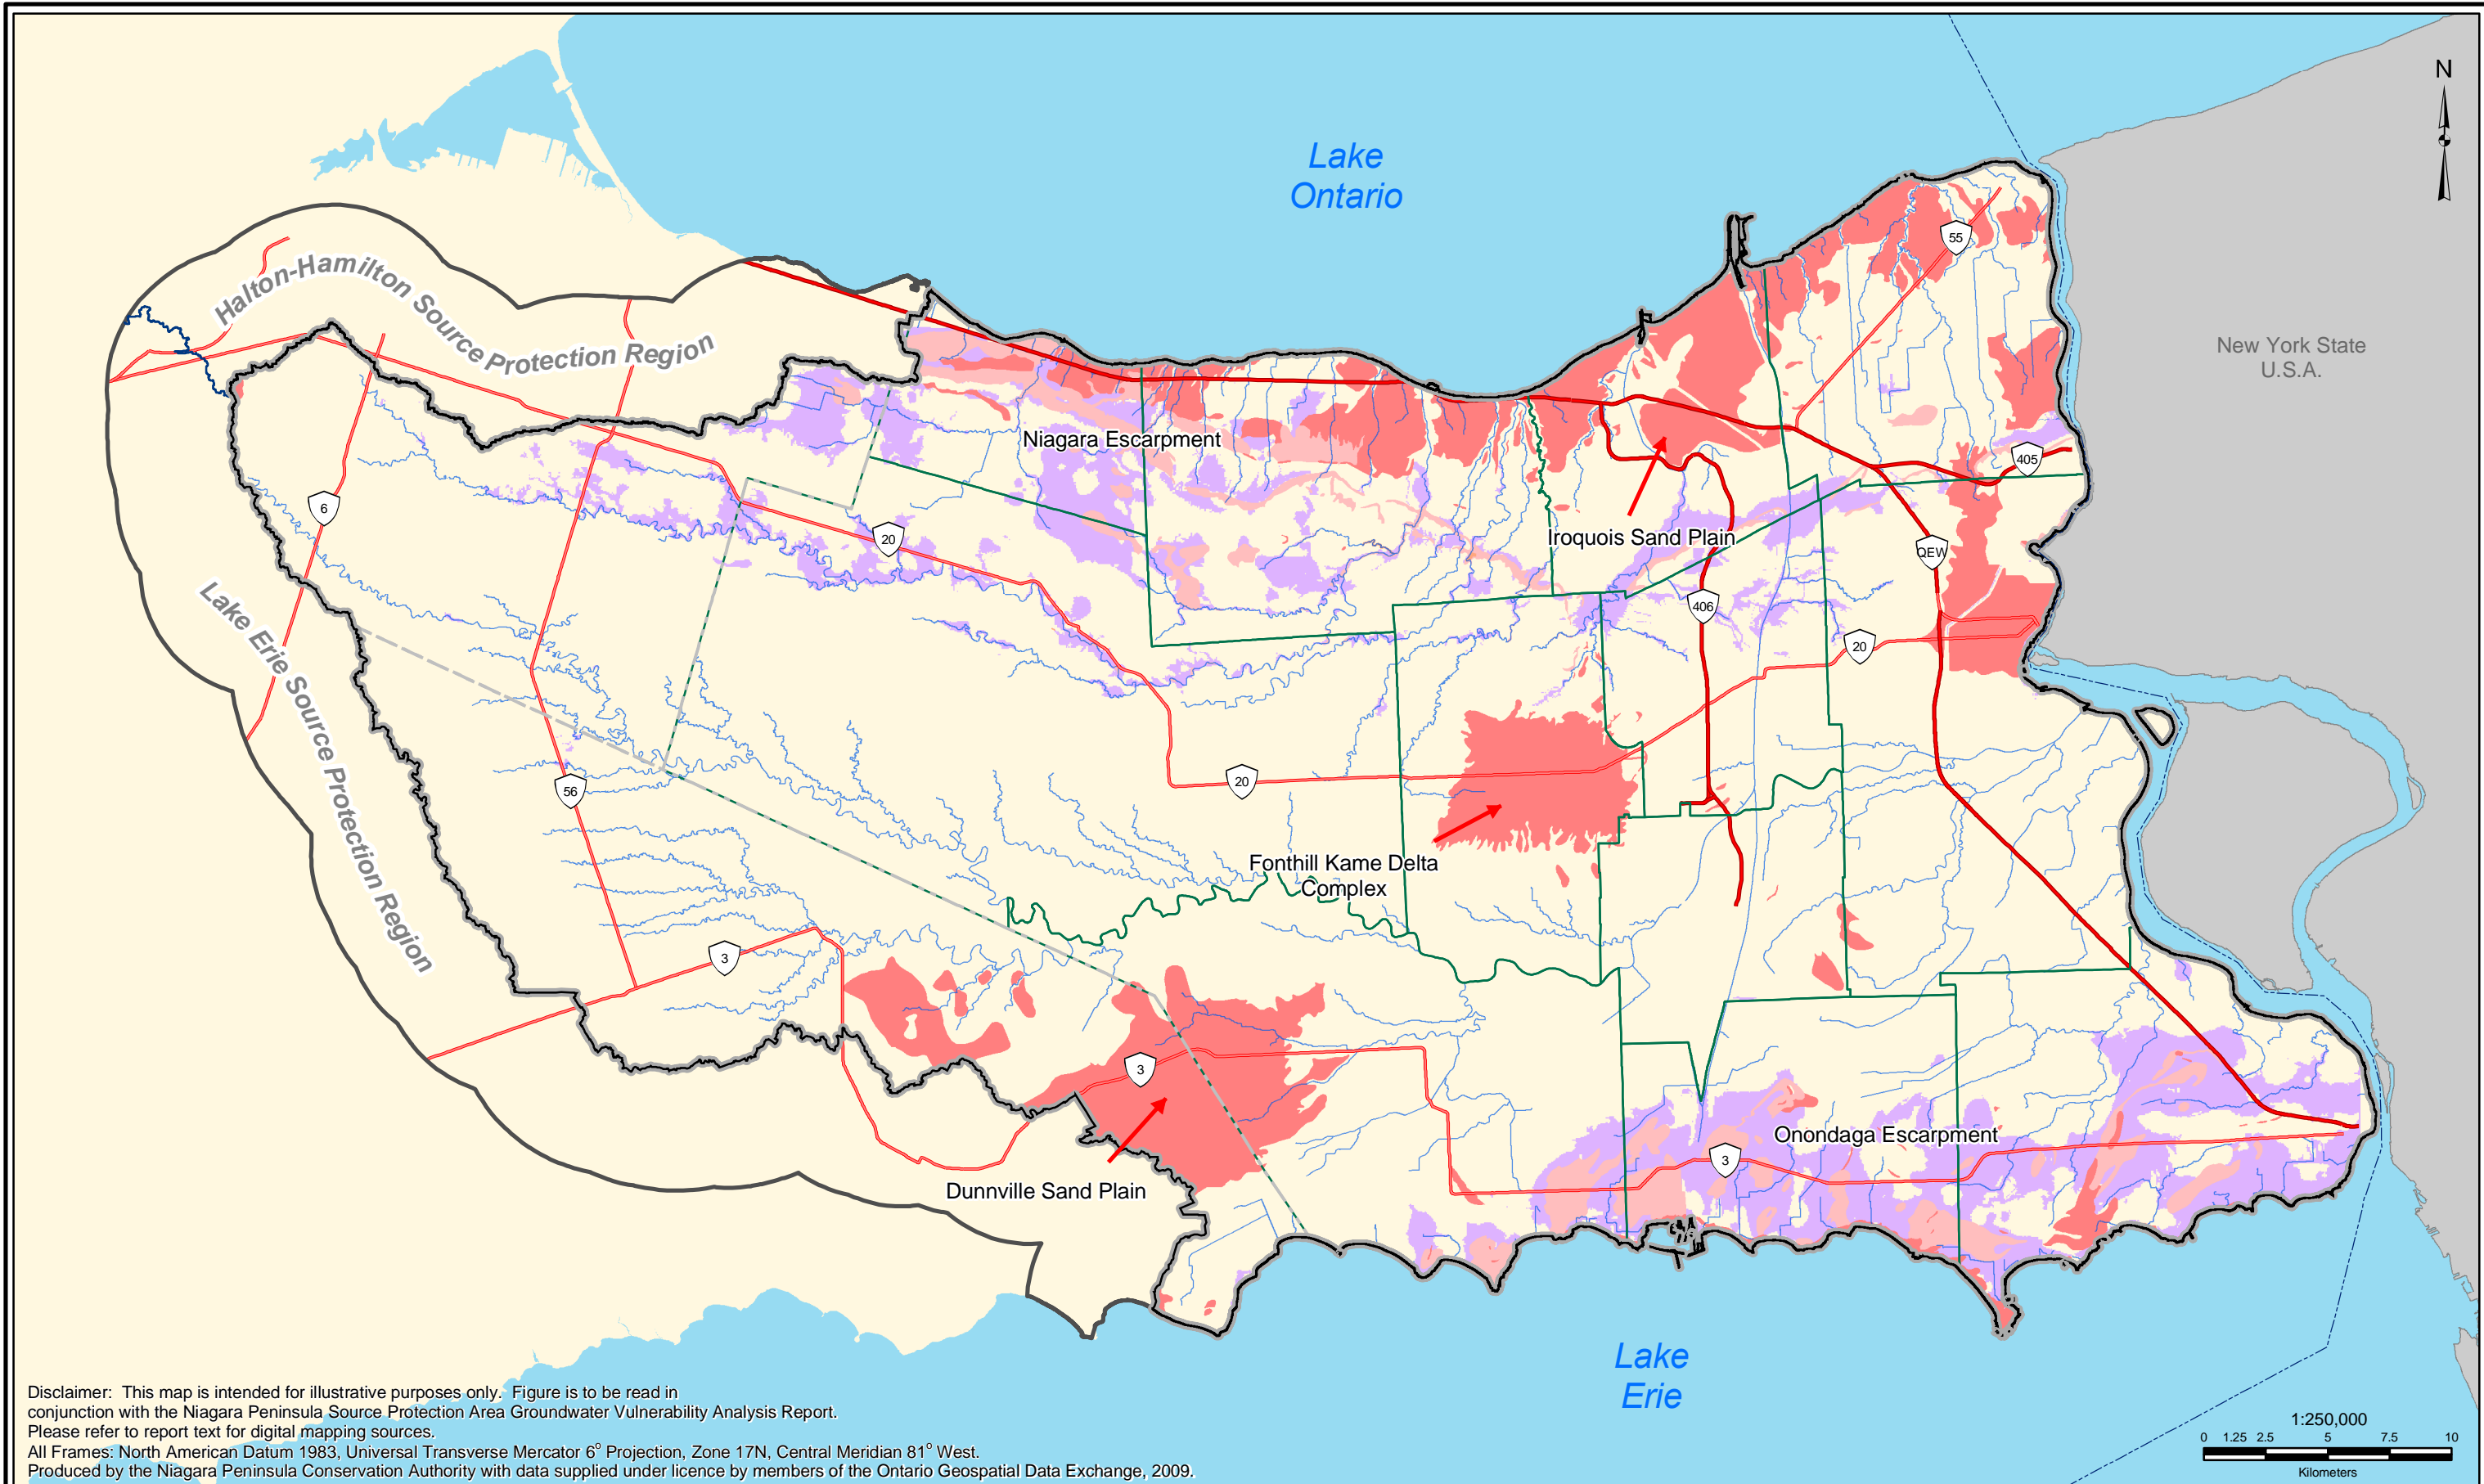 N
Lake
Ontario
55
Halton-Hamilton Source Protection Region
New York State
U.S.A.
Niagara Escarpment
405
6
20
Iroquois Sand Plain
QEW
406
20
Lake Erie Source Protection Region
20
56
Fonthill Kame Delta
Complex
3
3
Onondaga Escarpment
3
Dunnville Sand Plain
Lake
Erie
Disclaimer: This map is intended for illustrative purposes only. Figure is to be read in
conjunction with the Niagara Peninsula Source Protection Area Groundwater Vulnerability Analysis Report.
Please refer to report text for digital mapping sources.
All Frames: North American Datum 1983, Universal Transverse Mercator 6° Projection, Zone 17N, Central Meridian 81° West.
Produced by the Niagara Peninsula Conservation Authority with data supplied under licence by members of the Ontario Geospatial Data Exchange, 2009.
1:250,000
0 1.25 2.5 5 7.5 10
Kilometers